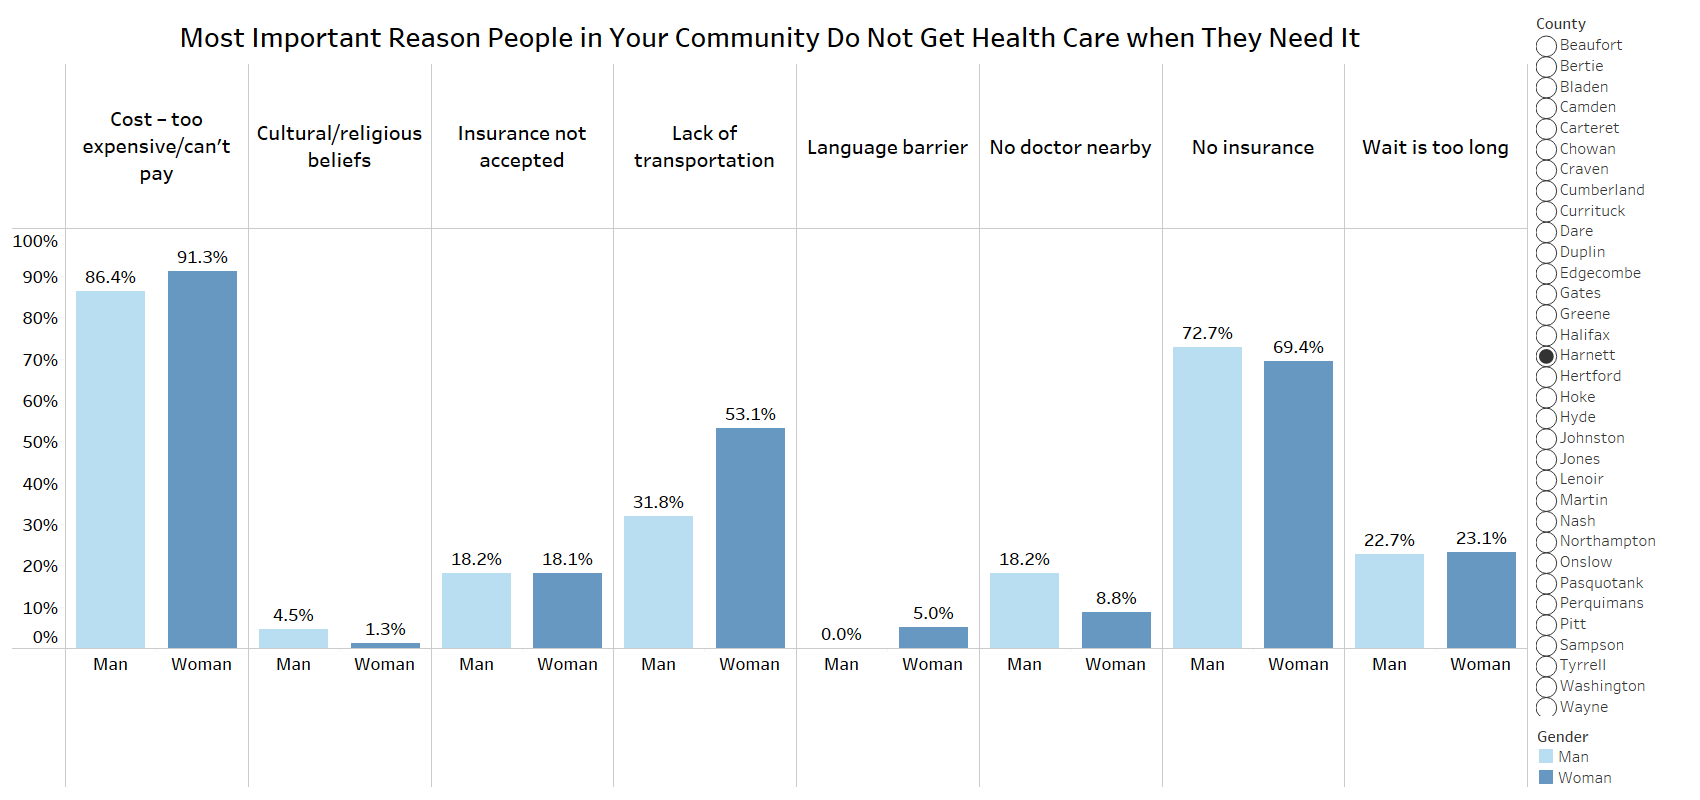 Most Important Reason People in Your Community Do Not Get Health Care when They Need It
Cost – too
expensive/can't
pay
Cultural/religious
beliefs
Insurance not
accepted
Lack of
transportation
Language barrier
No doctor nearby
No insurance
Wait is too long
100%
90%
80%
70%
60%
50%
40%
30%
20%
10%
0%
86.4%
91.3%
4.5%
1.3%
18.2%
18.1%
31.8%
53.1%
0.0%
5.0%
18.2%
8.8%
72.7%
69.4%
22.7%
23.1%
Man
Woman
Man
Woman
Man
Woman
Man
Woman
Man
Woman
Man
Woman
Man
Woman
Man
Woman
County
Beaufort
Bertie
Bladen
Camden
Carteret
Chowan
Craven
Cumberland
Currituck
Dare
Duplin
Edgecombe
Gates
Greene
Halifax
Harnett
Hertford
Hoke
Hyde
Johnston
Jones
Lenoir
Martin
Nash
Northampton
Onslow
Pasquotank
Perquimans
Pitt
Sampson
Tyrrell
Washington
Wayne
Gender
Man
Woman